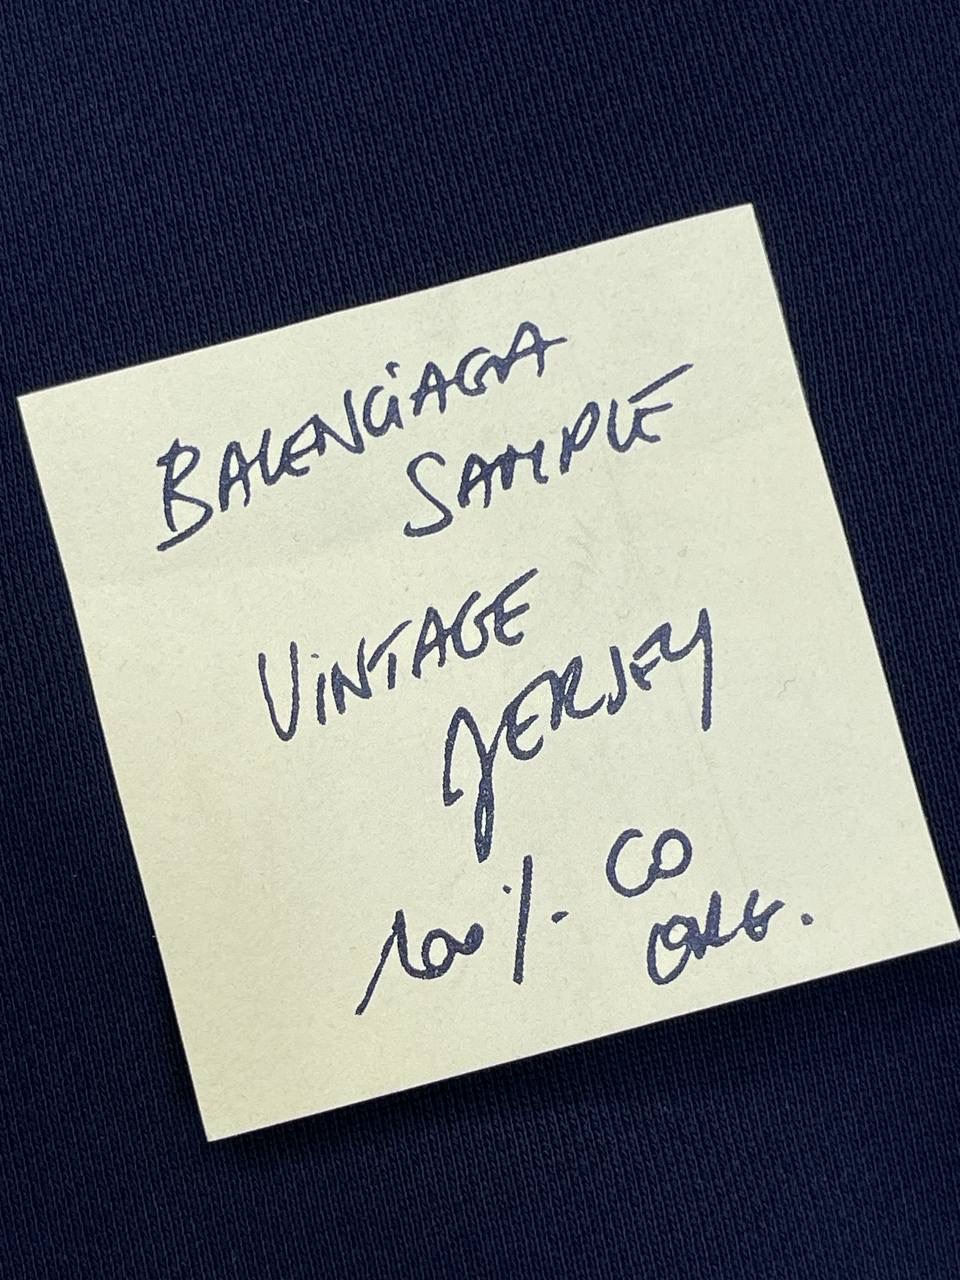 BALENCiAGA
SAMPLE
ViNTAGE
JERSEY
100%. CO
ORG.